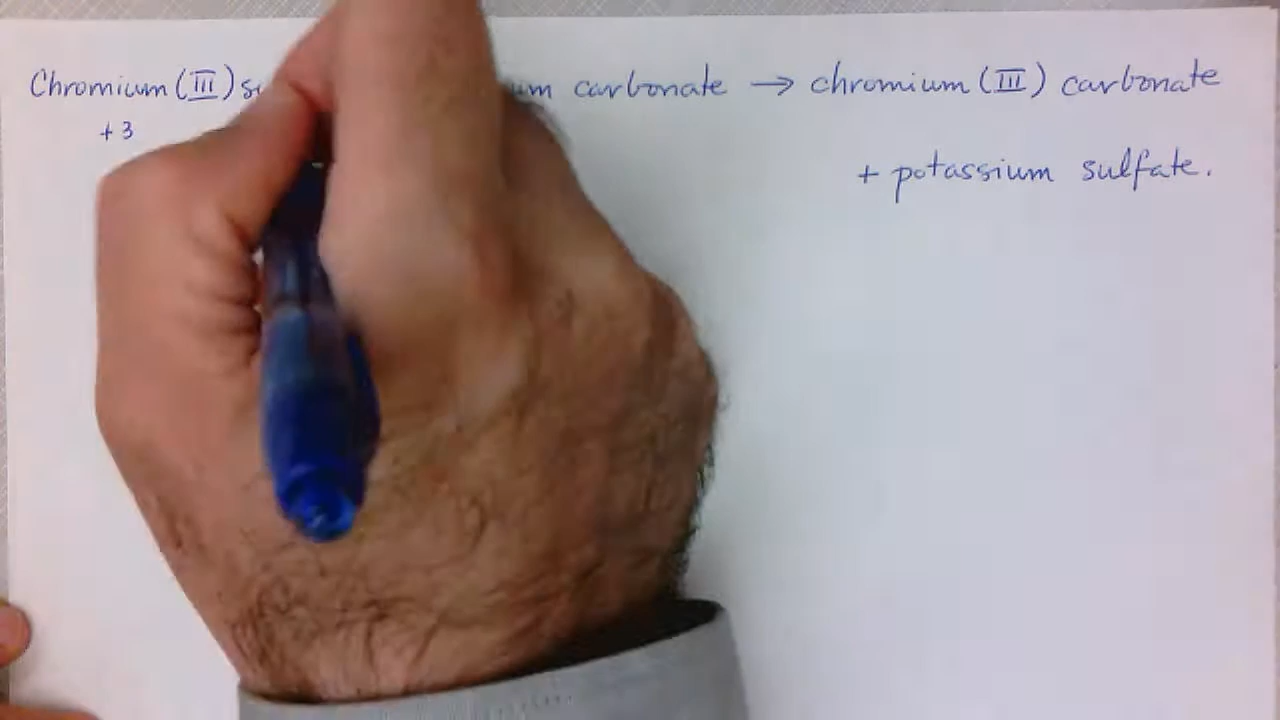 Chromium (III) carbonate → chromium (III) carbonate
+3
+ potassium sulfate.